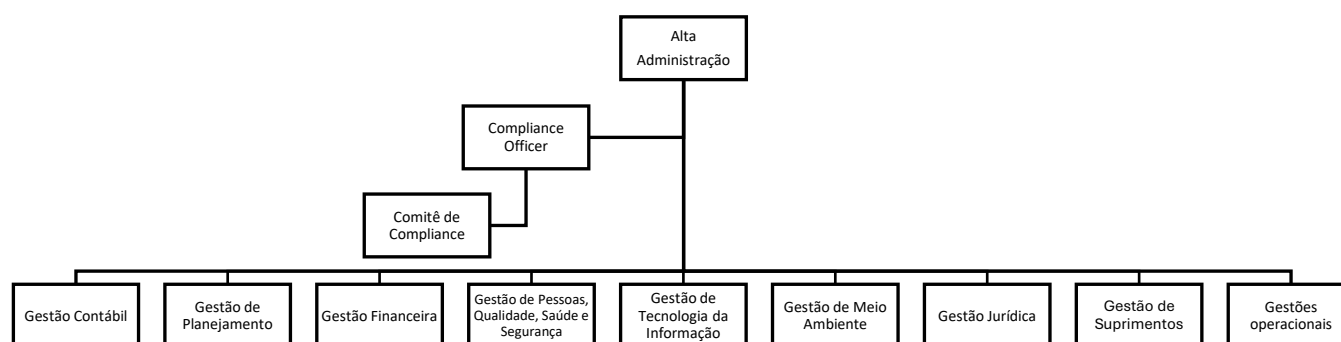 Alta
Administração
Compliance
Officer
Comitê de
Compliance
Gestão Contábil
Gestão de
Planejamento
Gestão Financeira
Gestão de Pessoas,
Qualidade, Saúde e
Segurança
Gestão de
Tecnologia da
Informação
Gestão de Meio
Ambiente
Gestão Jurídica
Gestão de
Suprimentos
Gestões
operacionais